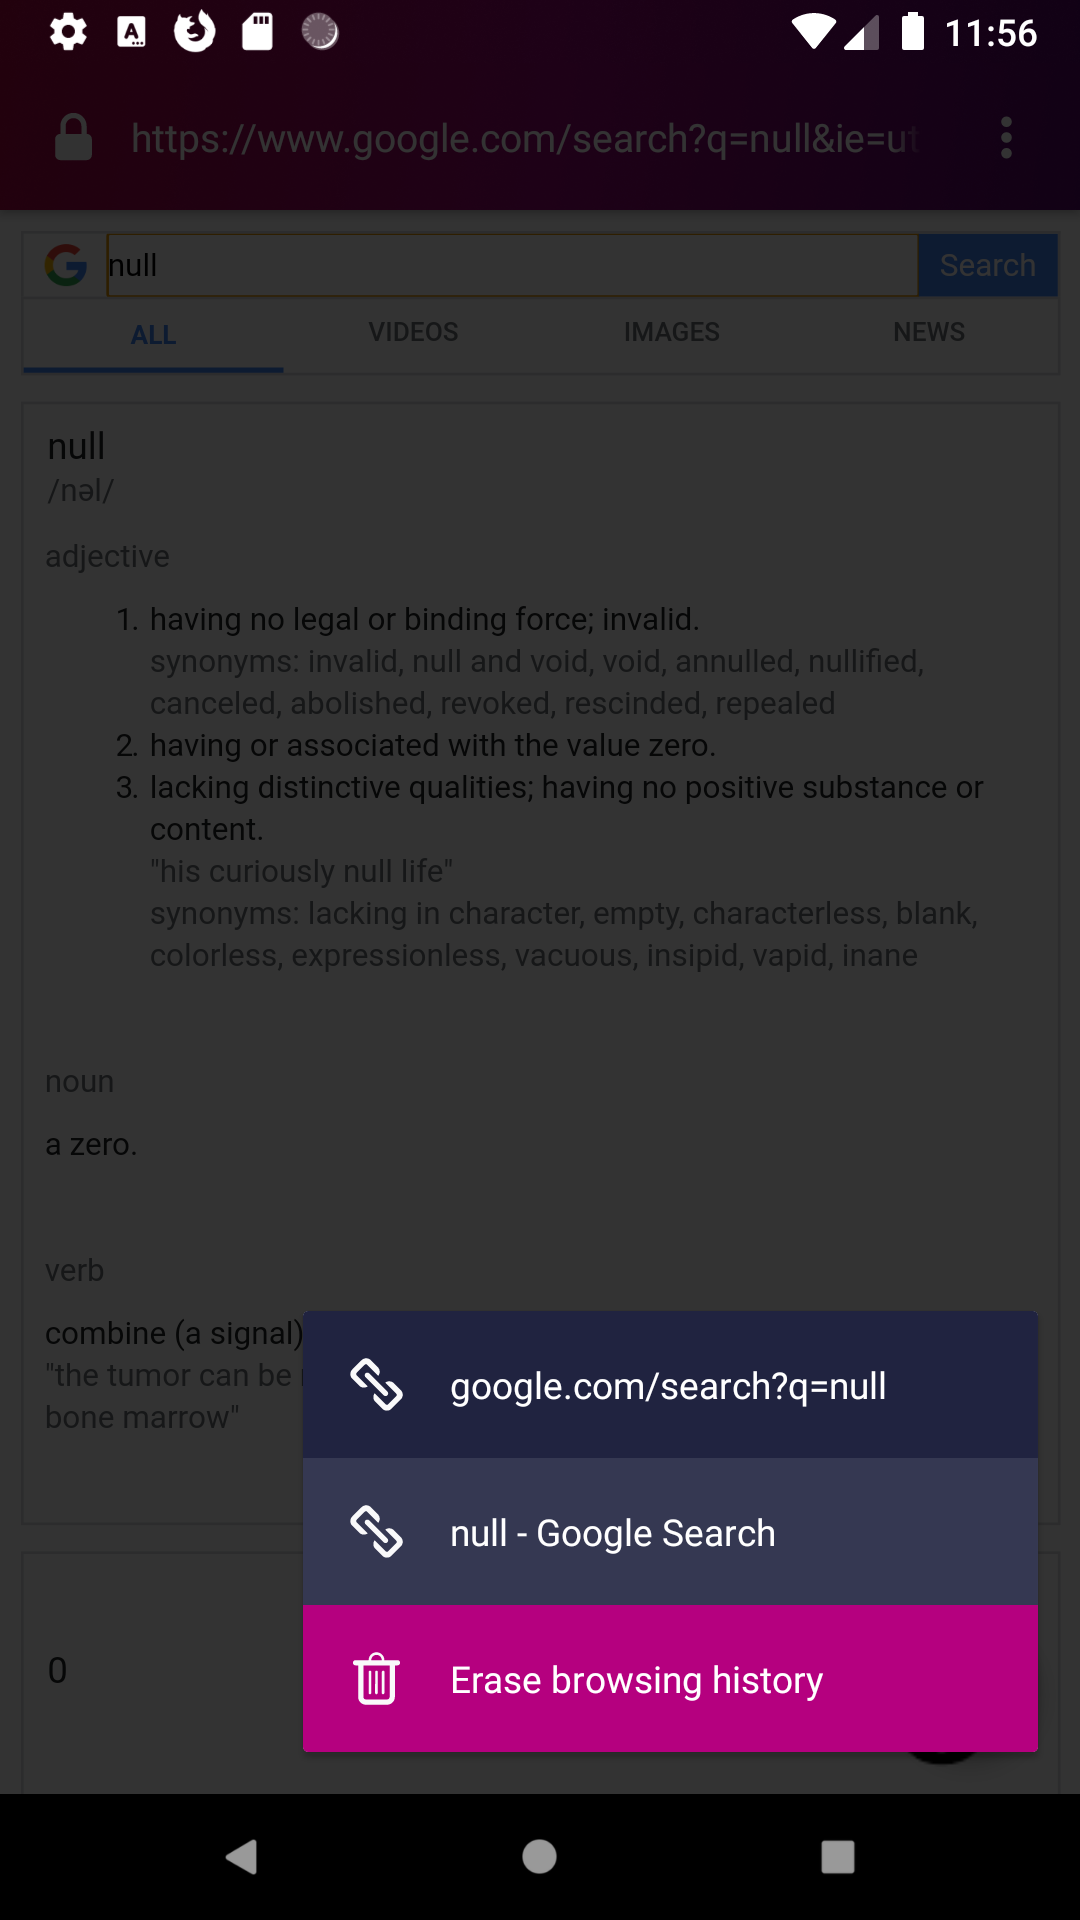 11:56
https://www.google.com/search?q=null&ie=ut
null
Search
ALL VIDEOS IMAGES NEWS
null
/nəl/
adjective
1. having no legal or binding force; invalid.
synonyms: invalid, null and void, void, annulled, nullified,
canceled, abolished, revoked, rescinded, repealed
2. having or associated with the value zero.
3. lacking distinctive qualities; having no positive substance or
content.
"his curiously null life"
synonyms: lacking in character, empty, characterless, blank,
colorless, expressionless, vacuous, insipid, vapid, inane
noun
a zero.
verb
combine (a signal)
"the tumor can be
bone marrow"
google.com/search?q=null
null - Google Search
Erase browsing history
0